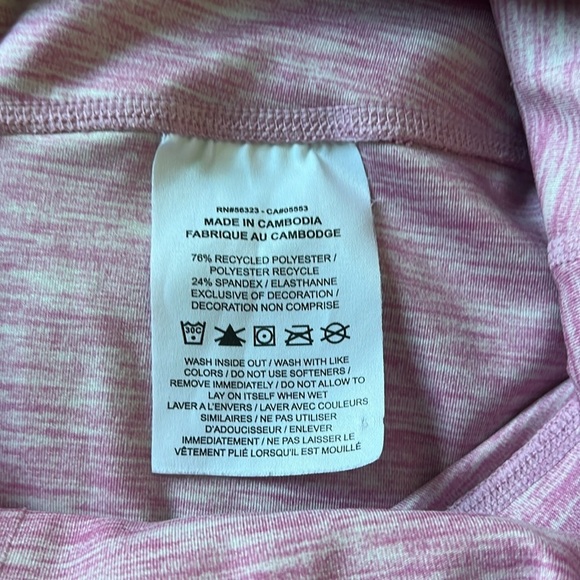 RN#56323 - CA#05553
MADE IN CAMBODIA
FABRIQUE AU CAMBODGE
76% RECYCLED POLYESTER /
POLYESTER RECYCLE
24% SPANDEX / ELASTHANNE
EXCLUSIVE OF DECORATION /
DECORATION NON COMPRISE
30C
WASH INSIDE OUT / WASH WITH LIKE
COLORS / DO NOT USE SOFTENERS /
REMOVE IMMEDIATELY / DO NOT ALLOW TO
LAY ON ITSELF WHEN WET
LAVER A L'ENVERS / LAVER AVEC COULEURS
SIMILAIRES / NE PAS UTILISER
D'ADOUCISSEUR / ENLEVER
IMMEDIATEMENT / NE PAS LAISSER LE
VÊTEMENT PLIÉ LORSQU'IL EST MOUILLÉ